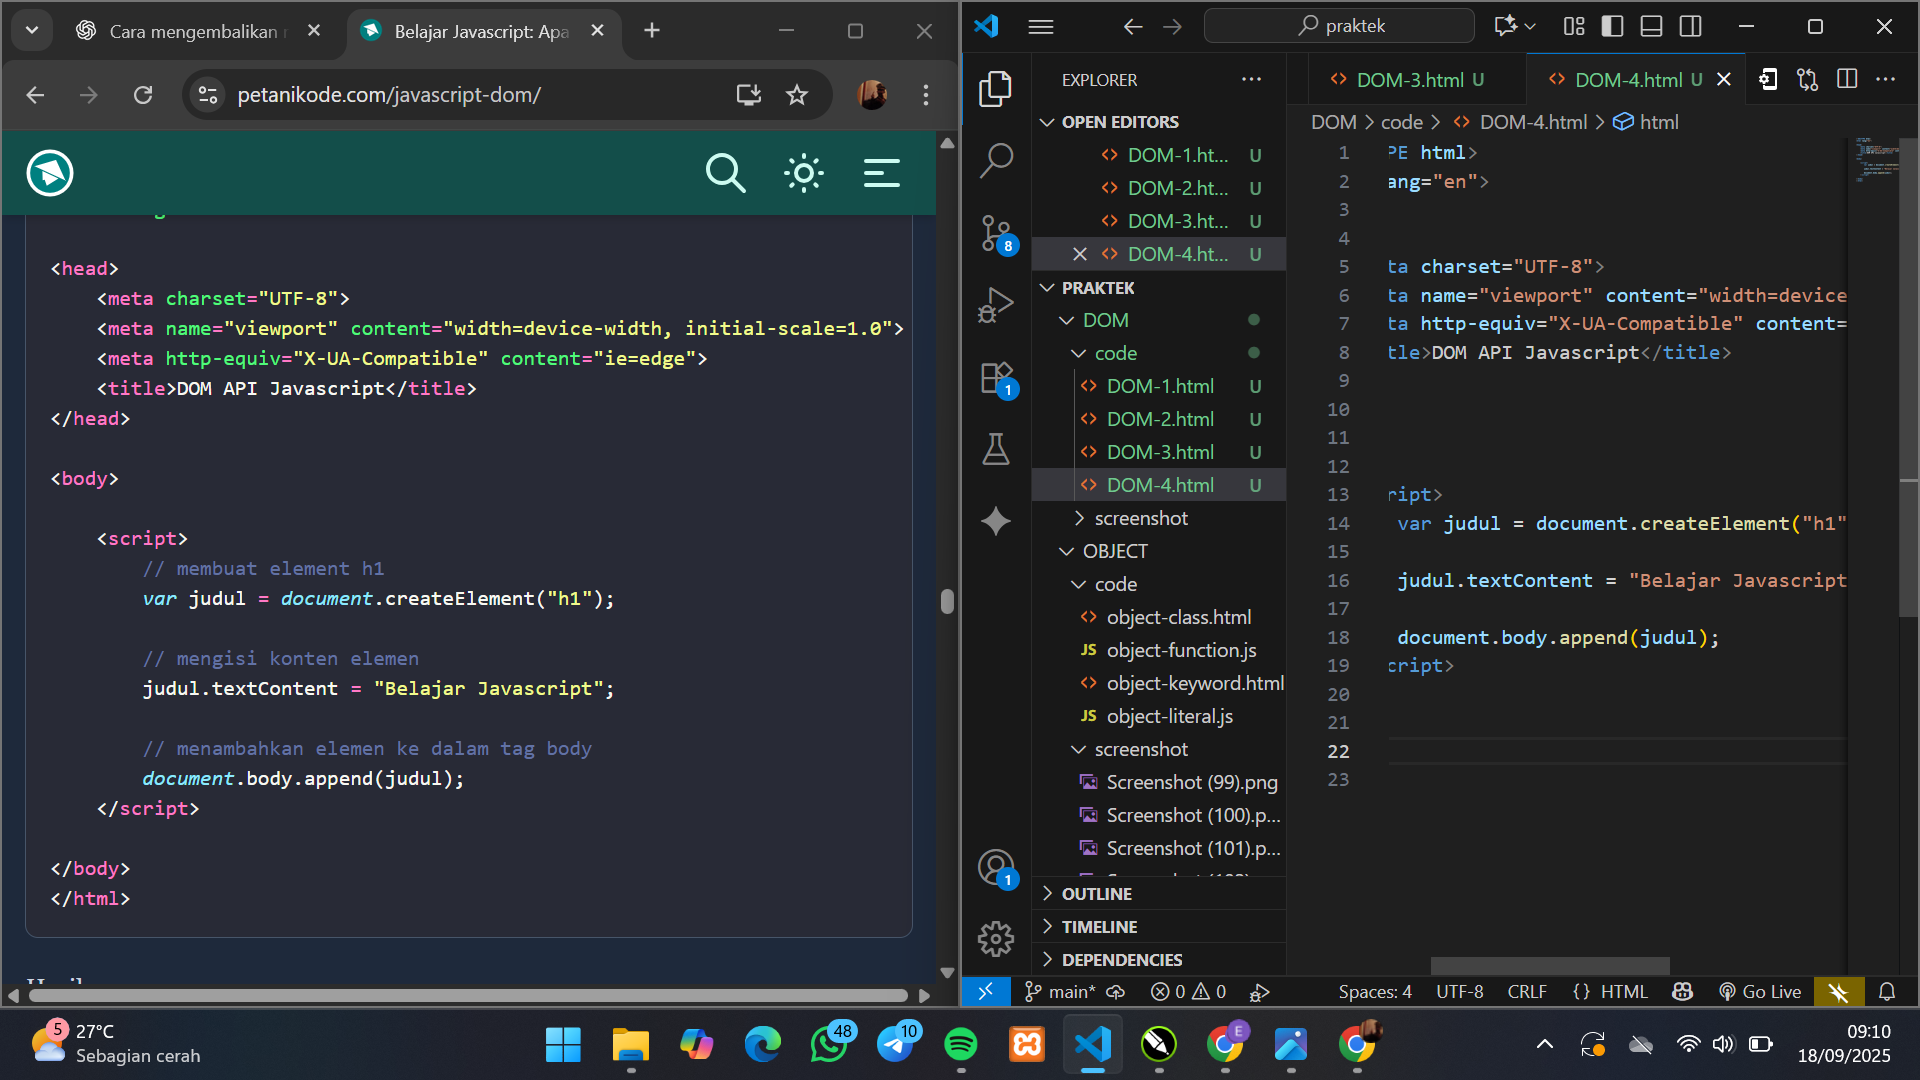 Cara mengembalikan
Belajar Javascript: Apa
petanikode.com/javascript-dom/
<head>
<meta charset="UTF-8">
<meta name="viewport" content="width=device-width, initial-scale=1.0">
<meta http-equiv="X-UA-Compatible" content="ie=edge">
<title>DOM API Javascript</title>
</head>
<body>
<script>
// membuat element h1
var judul = document.createElement("h1");
// mengisi konten elemen
judul.textContent = "Belajar Javascript";
// menambahkan elemen ke dalam tag body
document.body.append(judul);
</script>
</body>
</html>
praktek
EXPLORER
OPEN EDITORS
DOM-1.ht... U
DOM-2.ht... U
DOM-3.ht... U
DOM-4.ht... U
PRAKTEK
DOM
code
DOM-1.html U
DOM-2.html U
DOM-3.html U
DOM-4.html U
screenshot
OBJECT
code
object-class.html
JS object-function.js
object-keyword.html
JS object-literal.js
screenshot
Screenshot (99).png
Screenshot (100).p...
Screenshot (101).p...
OUTLINE
TIMELINE
DEPENDENCIES
8
1
1
DOM-3.html U
DOM-4.html U
DOM > code > DOM-4.html > html
1 PE html>
2 ang="en">
3
4
5 ta charset="UTF-8">
6 ta name="viewport" content="width=device
7 ta http-equiv="X-UA-Compatible" content=
8 tle>DOM API Javascript</title>
9
10
11
12
13 ript>
14 var judul = document.createElement("h1"
15
16 judul.textContent = "Belajar Javascript
17
18 document.body.append(judul);
19 cript>
20
21
22
23
main* 0 0 Spaces: 4 UTF-8 CRLF {} HTML Go Live
5
27°C
Sebagian cerah
48
10
E
09:10
18/09/2025